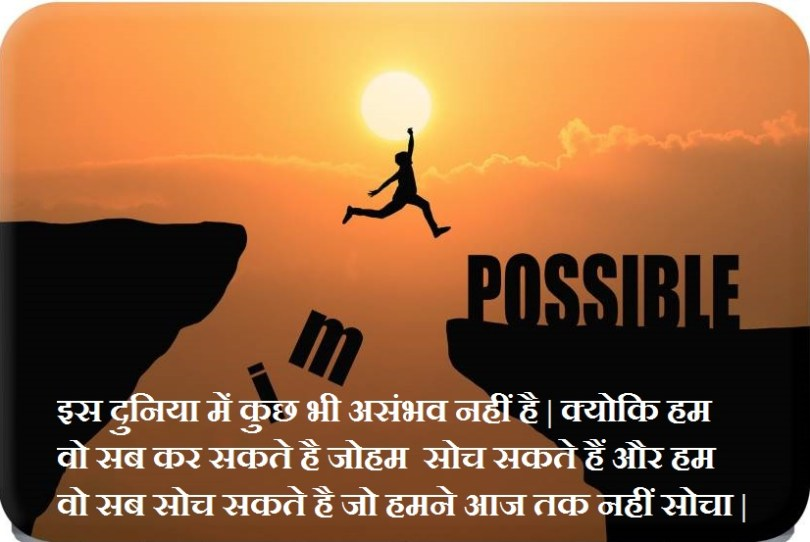 POSSIBLE
im
इस दुनिया में कुछ भी असंभव नहीं है | क्योकि हम
वो सब कर सकते है जोहम सोच सकते हैं और हम
वो सब सोच सकते है जो हमने आज तक नहीं सोचा |